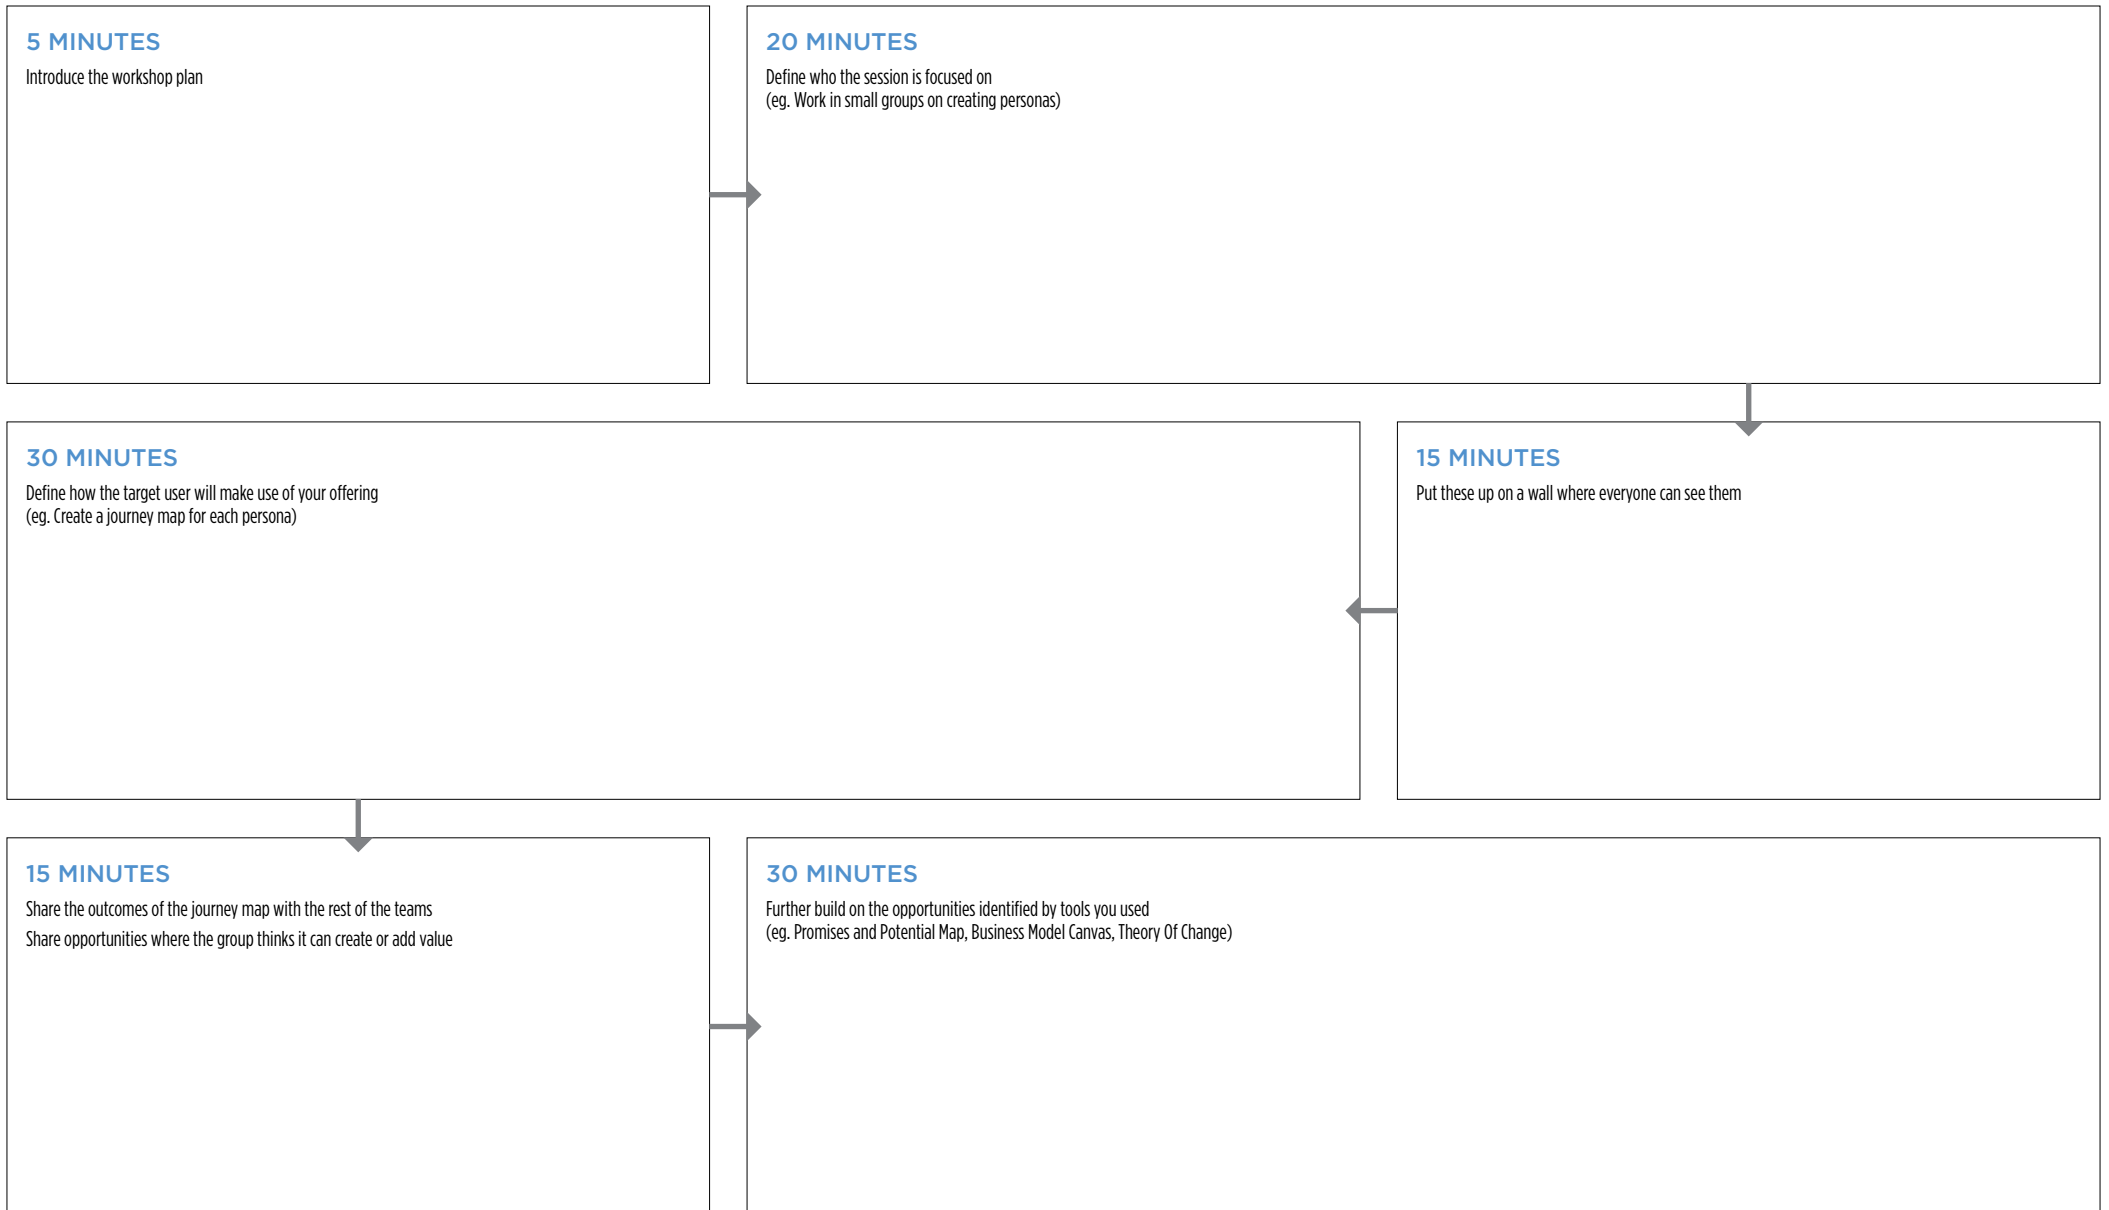 5 MINUTES
Introduce the workshop plan
20 MINUTES
Define who the session is focused on
(eg. Work in small groups on creating personas)
15 MINUTES
Put these up on a wall where everyone can see them
30 MINUTES
Define how the target user will make use of your offering
(eg. Create a journey map for each persona)
15 MINUTES
Share the outcomes of the journey map with the rest of the teams
Share opportunities where the group thinks it can create or add value
30 MINUTES
Further build on the opportunities identified by tools you used
(eg. Promises and Potential Map, Business Model Canvas, Theory Of Change)